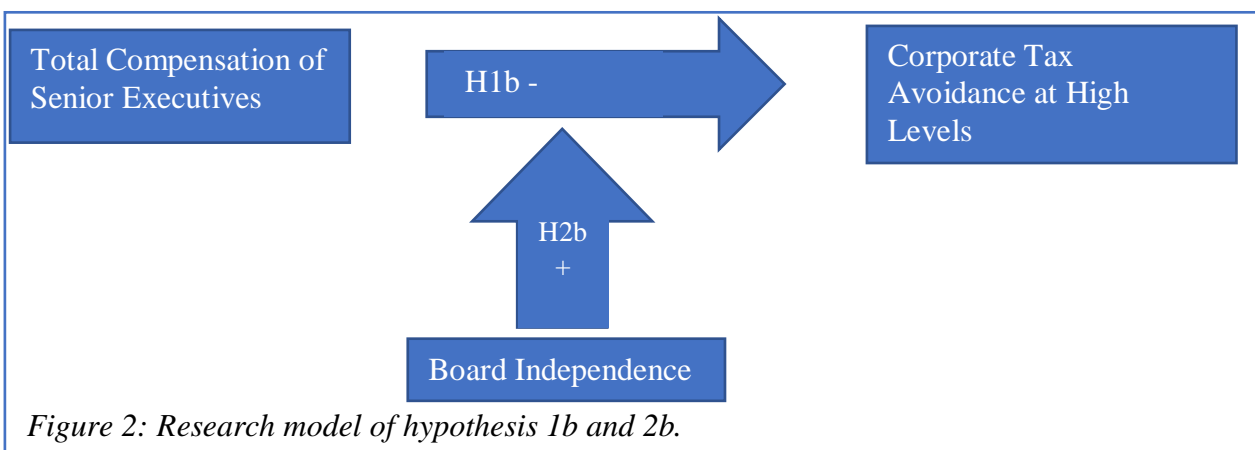 Total Compensation of
Senior Executives
H1b -
Corporate Tax
Avoidance at High
Levels
H2b
+
Board Independence
Figure 2: Research model of hypothesis 1b and 2b.